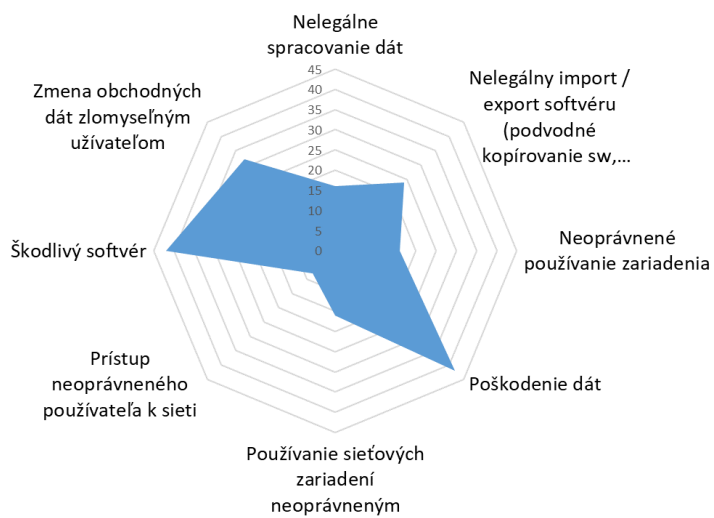 Nelegálne
spracovanie dát
Nelegálny import /
export softvéru
(podvodné
kopírovanie sw,...
Neoprávnené
používanie zariadenia
Poškodenie dát
Používanie sieťových
zariadení
neoprávneným
Prístup
neoprávneného
používateľa k sieti
Škodlivý softvér
Zmena obchodných
dát zlomyseľným
užívateľom
45
40
35
30
25
20
15
10
5
0